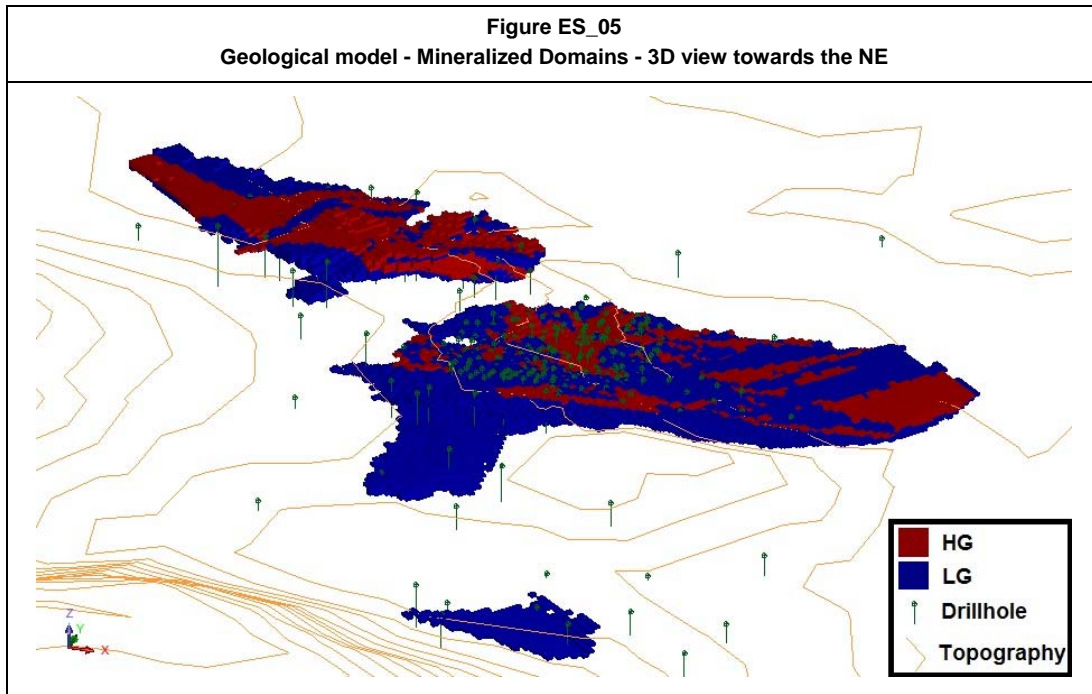 Figure ES_05
Geological model - Mineralized Domains - 3D view towards the NE
HG
LG
Drillhole
Topography
Z
Y
X